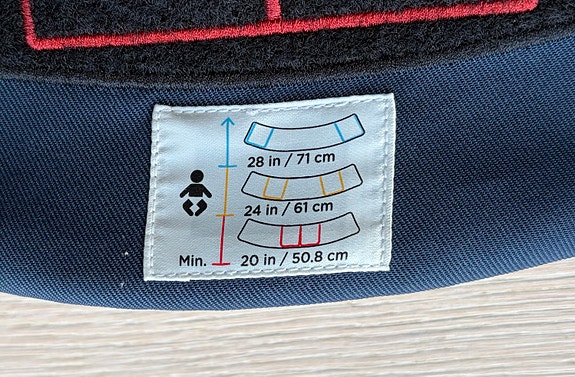 28 in / 71 cm
24 in / 61 cm
Min. 20 in / 50.8 cm